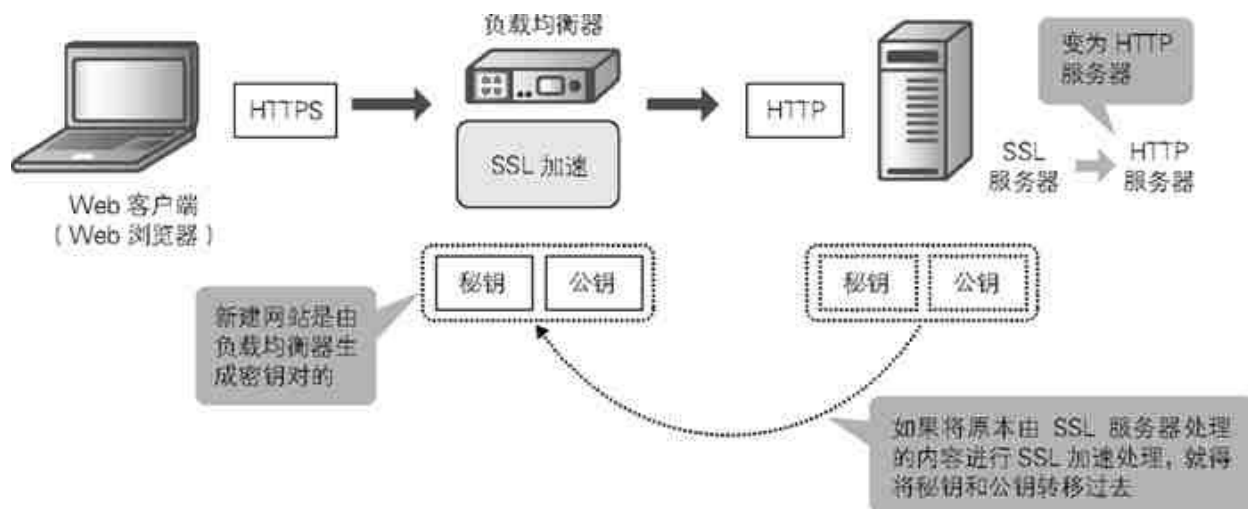 负载均衡器
变为 HTTP
服务器
HTTPS
HTTP
SSL 加速
SSL
服务器
HTTP
服务器
Web 客户端
(Web 浏览器)
秘钥
公钥
秘钥
公钥
新建网站是由
负载均衡器生
成密钥对的
如果将原本由 SSL 服务器处理
的内容进行 SSL 加速处理,就得
将秘钥和公钥转移过去